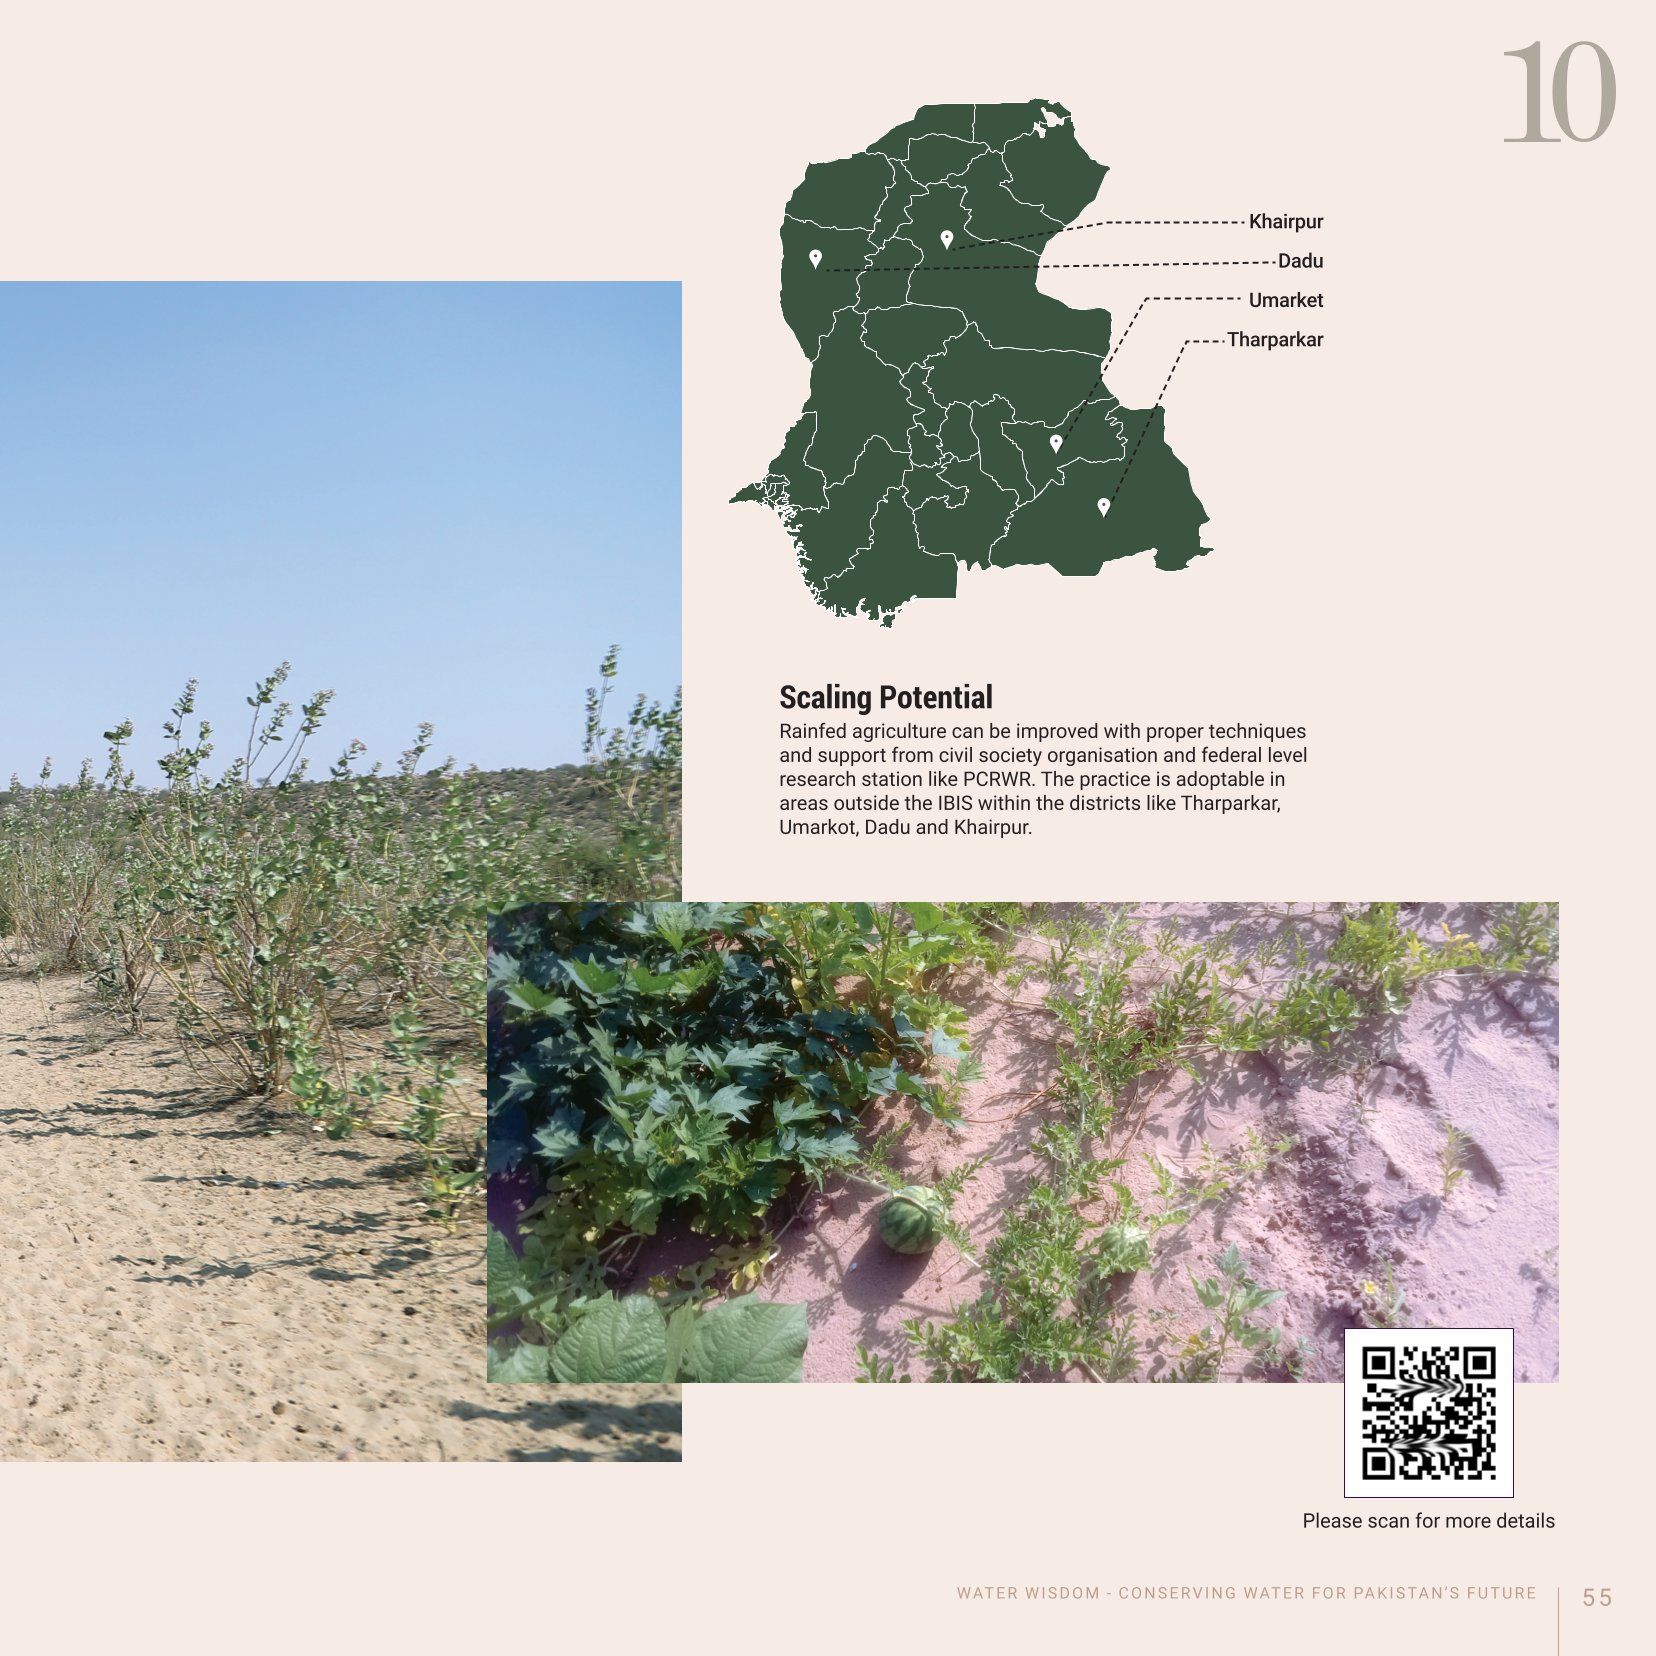 10
Khairpur
Dadu
Umarket
Tharparkar
Scaling Potential
Rainfed agriculture can be improved with proper techniques
and support from civil society organisation and federal level
research station like PCRWR. The practice is adoptable in
areas outside the IBIS within the districts like Tharparkar,
Umarkot, Dadu and Khairpur.
Please scan for more details
WATER WISDOM - CONSERVING WATER FOR PAKISTAN'S FUTURE
55